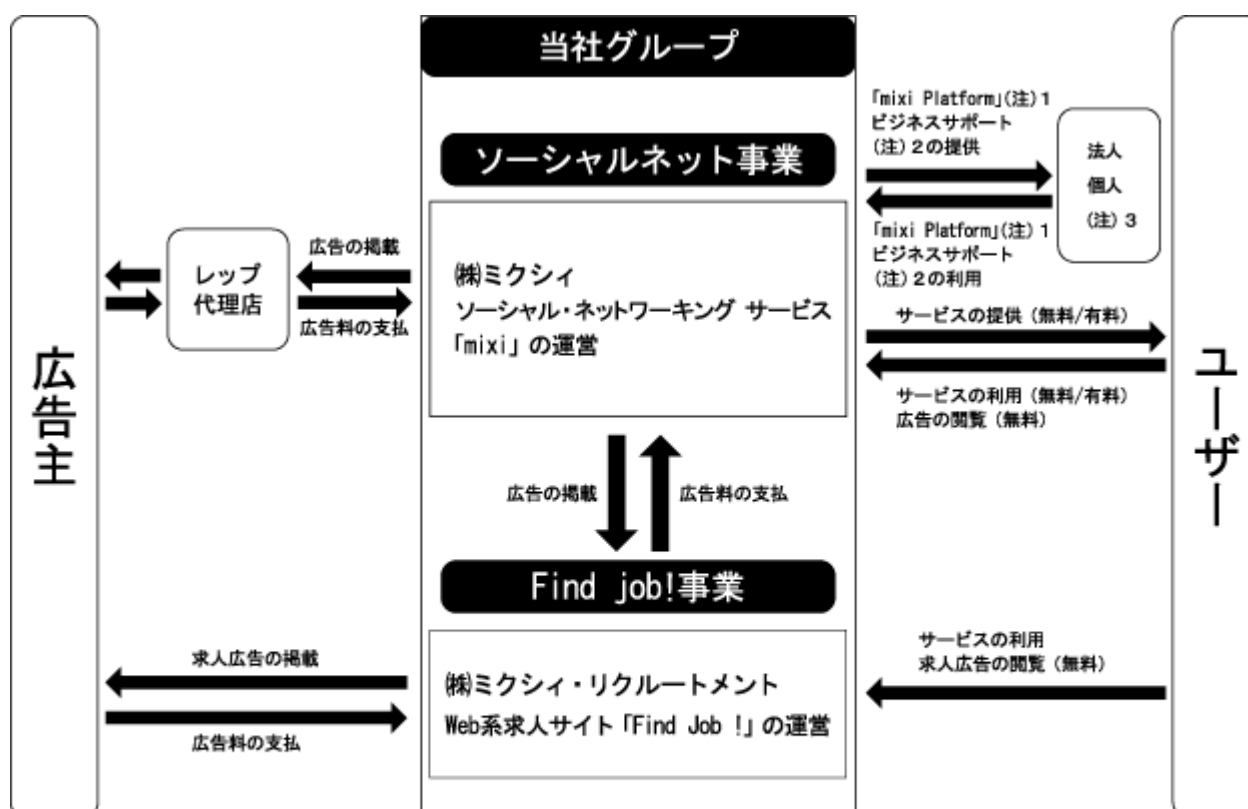 当社グループ
ソーシャルネット事業
㈱ミクシィ
ソーシャル・ネットワーキング サービス
「mixi」の運営
広告の掲載
広告料の支払
レップ
代理店
広告主
「mixi Platform」(注)1
ビジネスサポート
(注)2の提供
法人
個人
(注)3
「mixi Platform」(注)1
ビジネスサポート
(注)2の利用
サービスの提供(無料/有料)
サービスの利用(無料/有料)
広告の閲覧(無料)
ユーザー
広告の掲載
広告料の支払
Find job!事業
㈱ミクシィ・リクルートメント
Web系求人サイト「Find Job !」の運営
求人広告の掲載
広告料の支払
サービスの利用
求人広告の閲覧(無料)